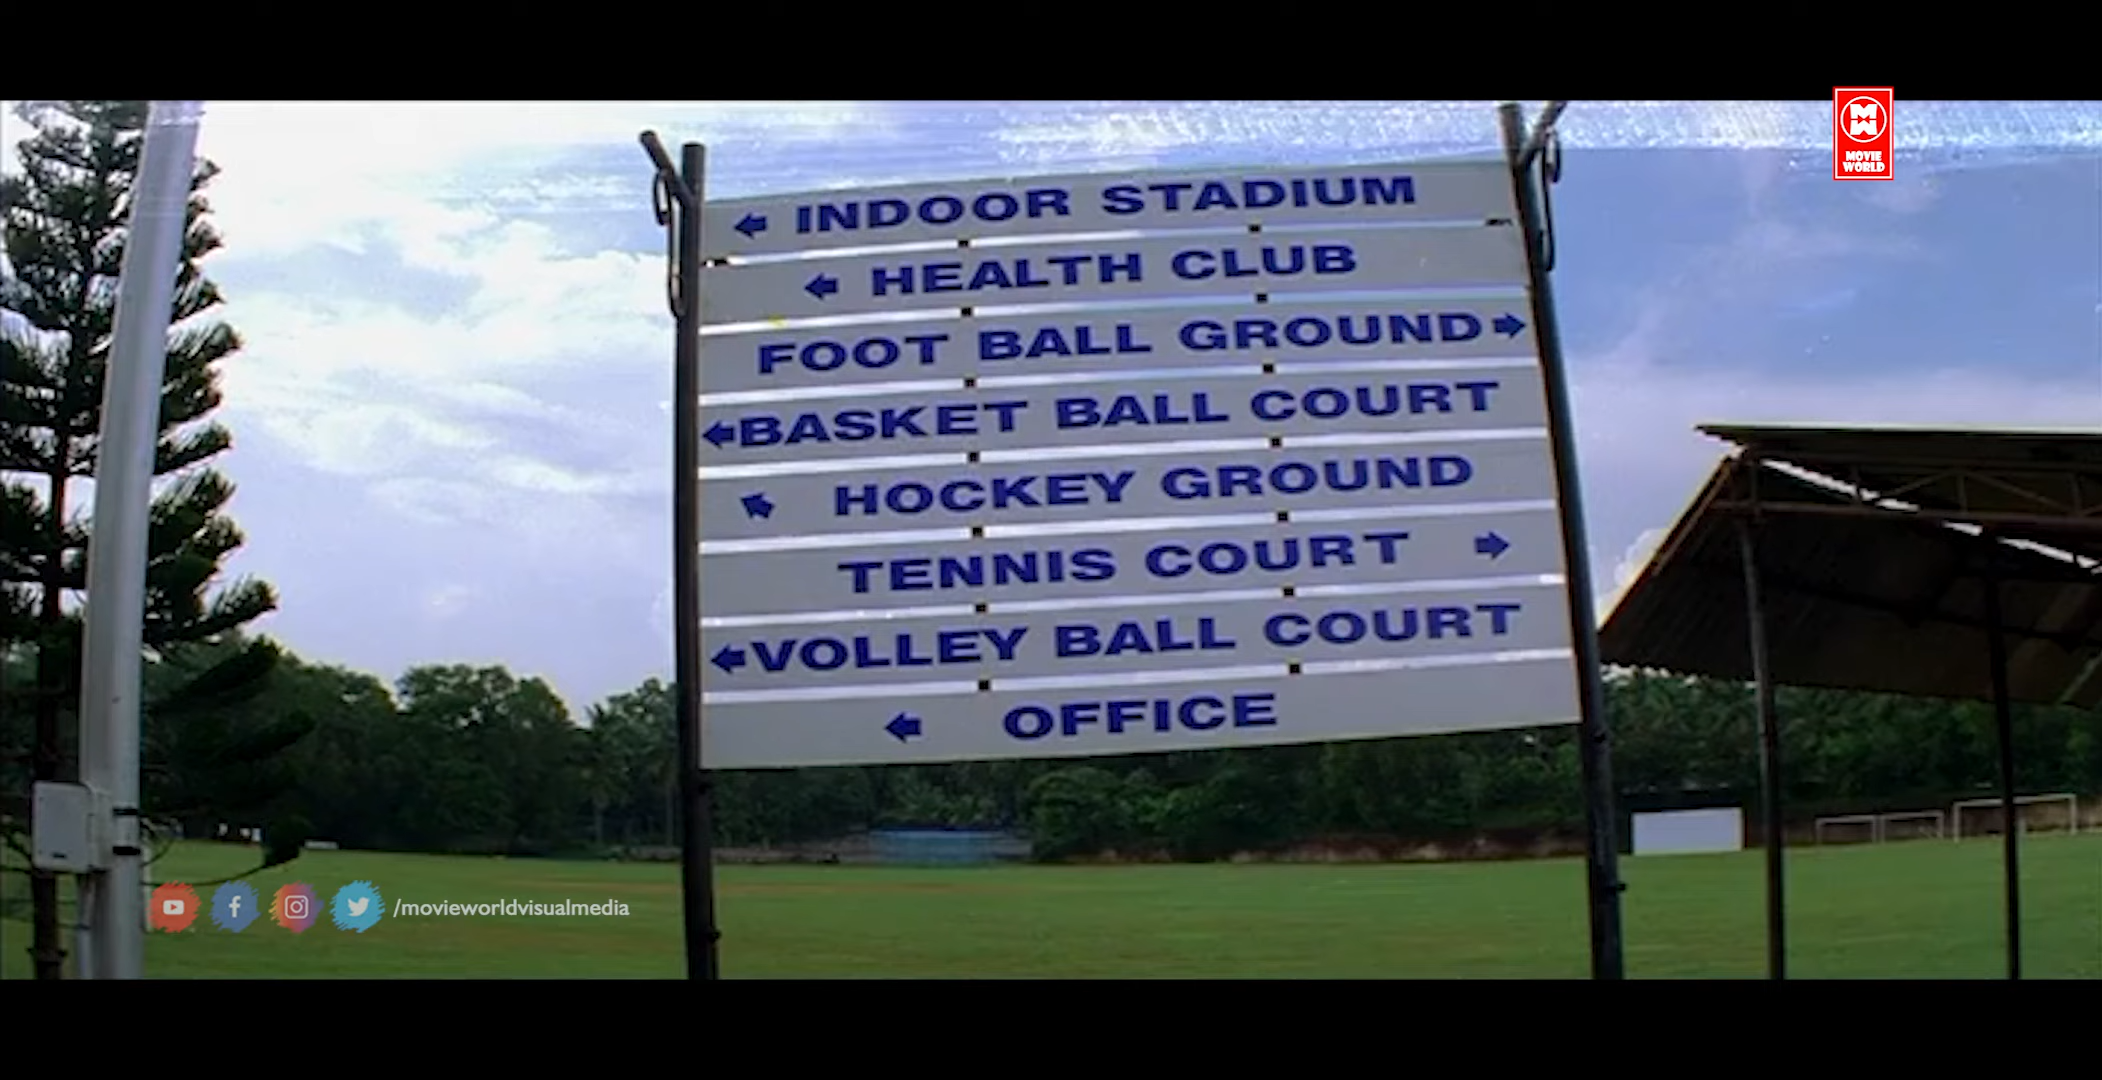 MOVIE
WORLD
← INDOOR STADIUM
← HEALTH CLUB
FOOT BALL GROUND →
← BASKET BALL COURT
↖ HOCKEY GROUND
TENNIS COURT →
← VOLLEY BALL COURT
← OFFICE
/movieworldvisualmedia